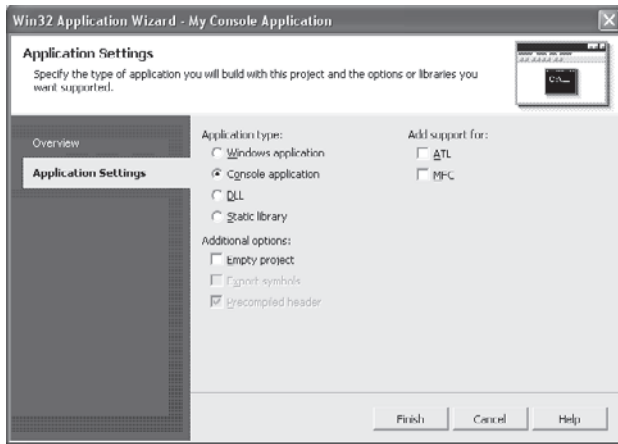 Win32 Application Wizard - My Console Application
Application Settings
Specify the type of application you will build with this project and the options or libraries you
want supported.
C:\_
Overview
Application Settings
Application type:
Windows application
Console application
DLL
Static library
Additional options:
Empty project
Export symbols
Precompiled header
Add support for:
ATL
MFC
Finish
Cancel
Help